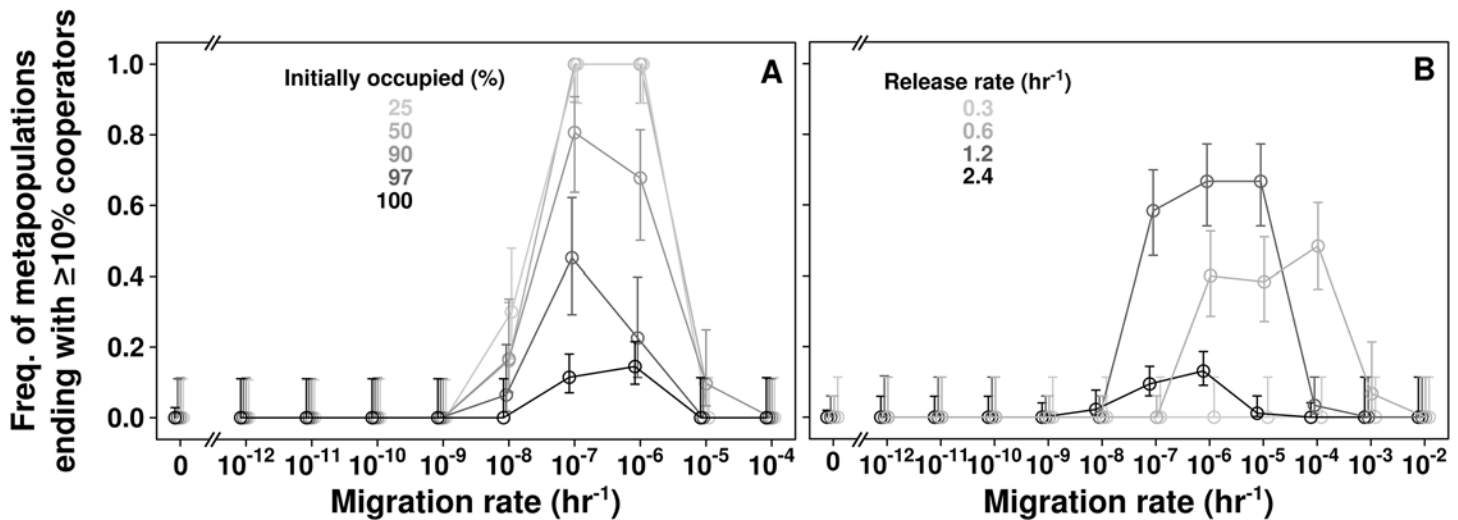 Freq. of metapopulations
ending with ≥10% cooperators
1.0
0.8
0.6
0.4
0.2
0.0
Initially occupied (%)
25
50
90
97
100
A
0 10-12 10-11 10-10 10-9 10-8 10-7 10-6 10-5 10-4
Migration rate (hr-1)
Release rate (hr-1)
0.3
0.6
1.2
2.4
B
0 10-12 10-11 10-10 10-9 10-8 10-7 10-6 10-5 10-4 10-3 10-2
Migration rate (hr-1)